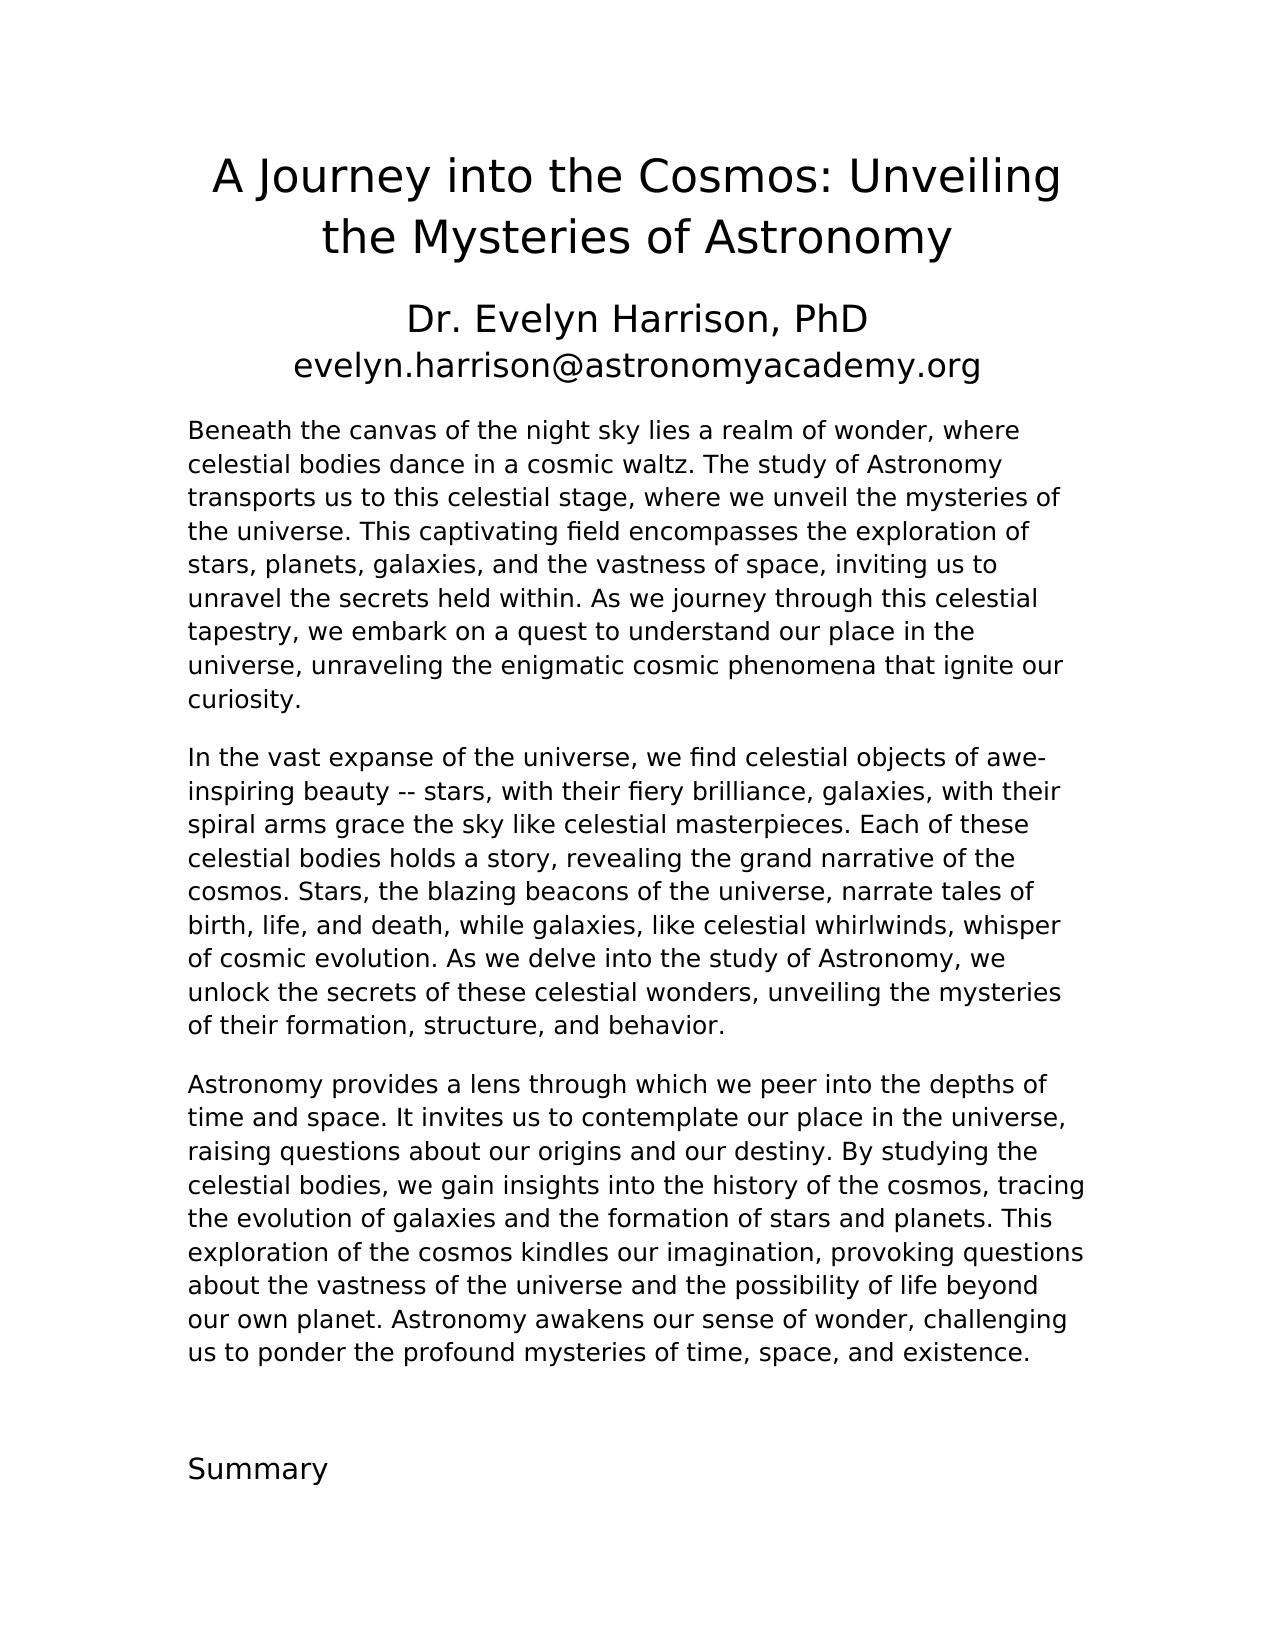 A Journey into the Cosmos: Unveiling
the Mysteries of Astronomy
Dr. Evelyn Harrison, PhD
evelyn.harrison@astronomyacademy.org
Beneath the canvas of the night sky lies a realm of wonder, where
celestial bodies dance in a cosmic waltz. The study of Astronomy
transports us to this celestial stage, where we unveil the mysteries of
the universe. This captivating field encompasses the exploration of
stars, planets, galaxies, and the vastness of space, inviting us to
unravel the secrets held within. As we journey through this celestial
tapestry, we embark on a quest to understand our place in the
universe, unraveling the enigmatic cosmic phenomena that ignite our
curiosity.
In the vast expanse of the universe, we find celestial objects of awe-
inspiring beauty -- stars, with their fiery brilliance, galaxies, with their
spiral arms grace the sky like celestial masterpieces. Each of these
celestial bodies holds a story, revealing the grand narrative of the
cosmos. Stars, the blazing beacons of the universe, narrate tales of
birth, life, and death, while galaxies, like celestial whirlwinds, whisper
of cosmic evolution. As we delve into the study of Astronomy, we
unlock the secrets of these celestial wonders, unveiling the mysteries
of their formation, structure, and behavior.
Astronomy provides a lens through which we peer into the depths of
time and space. It invites us to contemplate our place in the universe,
raising questions about our origins and our destiny. By studying the
celestial bodies, we gain insights into the history of the cosmos, tracing
the evolution of galaxies and the formation of stars and planets. This
exploration of the cosmos kindles our imagination, provoking questions
about the vastness of the universe and the possibility of life beyond
our own planet. Astronomy awakens our sense of wonder, challenging
us to ponder the profound mysteries of time, space, and existence.
Summary